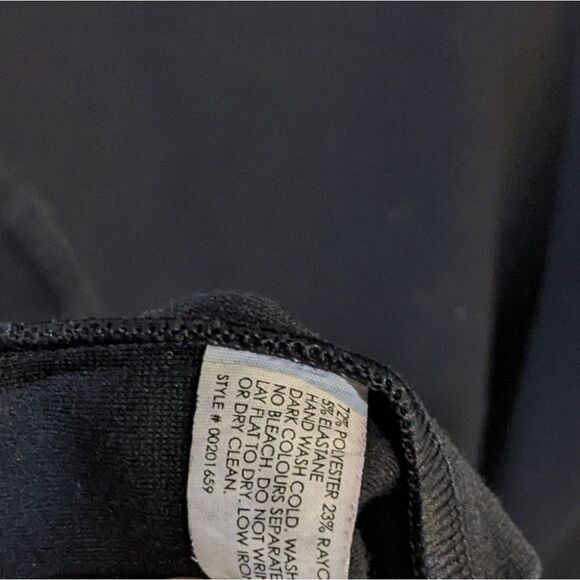 72% POLYESTER 23% RAYO
5% ELASTANE
HAND WASH COLD, WASH
DARK COLOURS SEPARATE
NO BLEACH, DO NOT WRIN
LAY FLAT TO DRY. LOW IRON
OR DRY CLEAN.
STYLE # 00201659